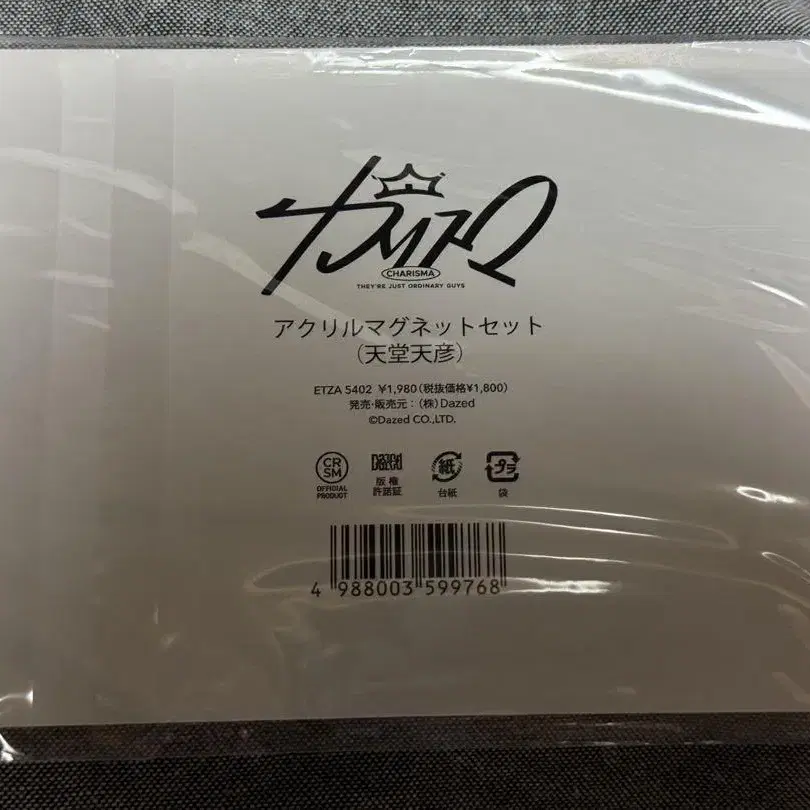 カリスマ
CHARISMA
THEY'RE JUST ORDINARY GUYS
アクリルマグネットセット
(天堂天彦)
ETZA 5402 ¥1,980(税抜価格¥1,800)
発売・販売元:(株)Dazed
©Dazed CO.,LTD.
CR
SM
OFFICIAL
PRODUCT
Dazed
版権
許諾証
紙
台紙
プラ
袋
4 988003 599768